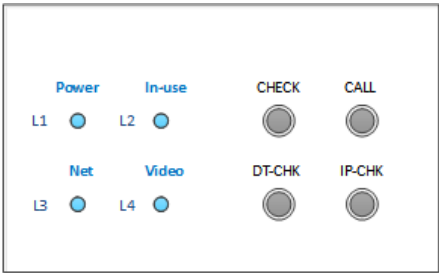 Power In-use CHECK CALL
L1 L2
Net Video DT-CHK IP-CHK
L3 L4